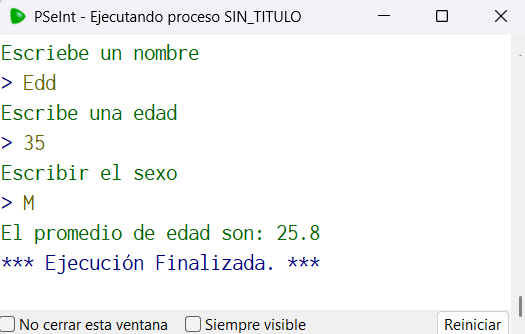 PSeInt - Ejecutando proceso SIN_TITULO
Escriebe un nombre
> Edd
Escribe una edad
> 35
Escribir el sexo
> M
El promedio de edad son: 25.8
*** Ejecución Finalizada. ***
No cerrar esta ventana Siempre visible Reiniciar